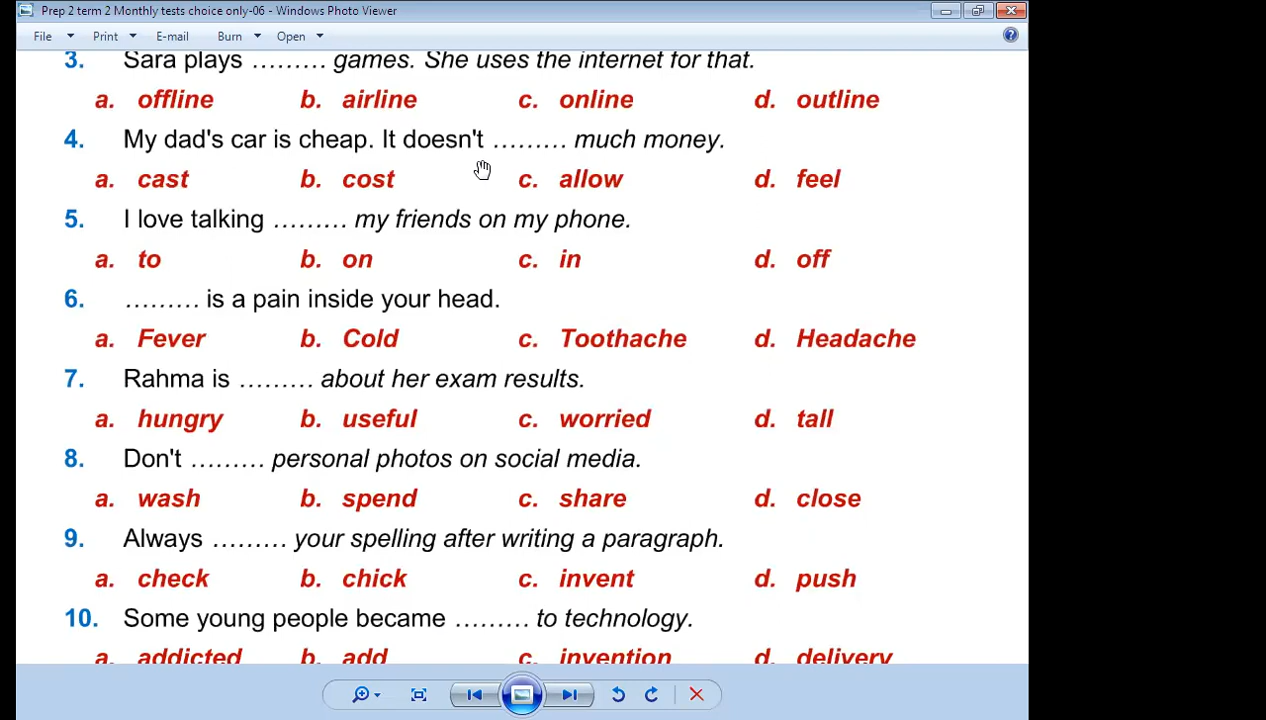 Prep 2 term 2 Monthly tests choice only-06 - Windows Photo Viewer
File Print E-mail Burn Open
3. Sara plays ……… games. She uses the internet for that.
a. offline b. airline c. online d. outline
4. My dad's car is cheap. It doesn't ……… much money.
a. cast b. cost c. allow d. feel
5. I love talking ……… my friends on my phone.
a. to b. on c. in d. off
6. ……… is a pain inside your head.
a. Fever b. Cold c. Toothache d. Headache
7. Rahma is ……… about her exam results.
a. hungry b. useful c. worried d. tall
8. Don't ……… personal photos on social media.
a. wash b. spend c. share d. close
9. Always ……… your spelling after writing a paragraph.
a. check b. chick c. invent d. push
10. Some young people became ……… to technology.
a. addicted b. add c. invention d. delivery